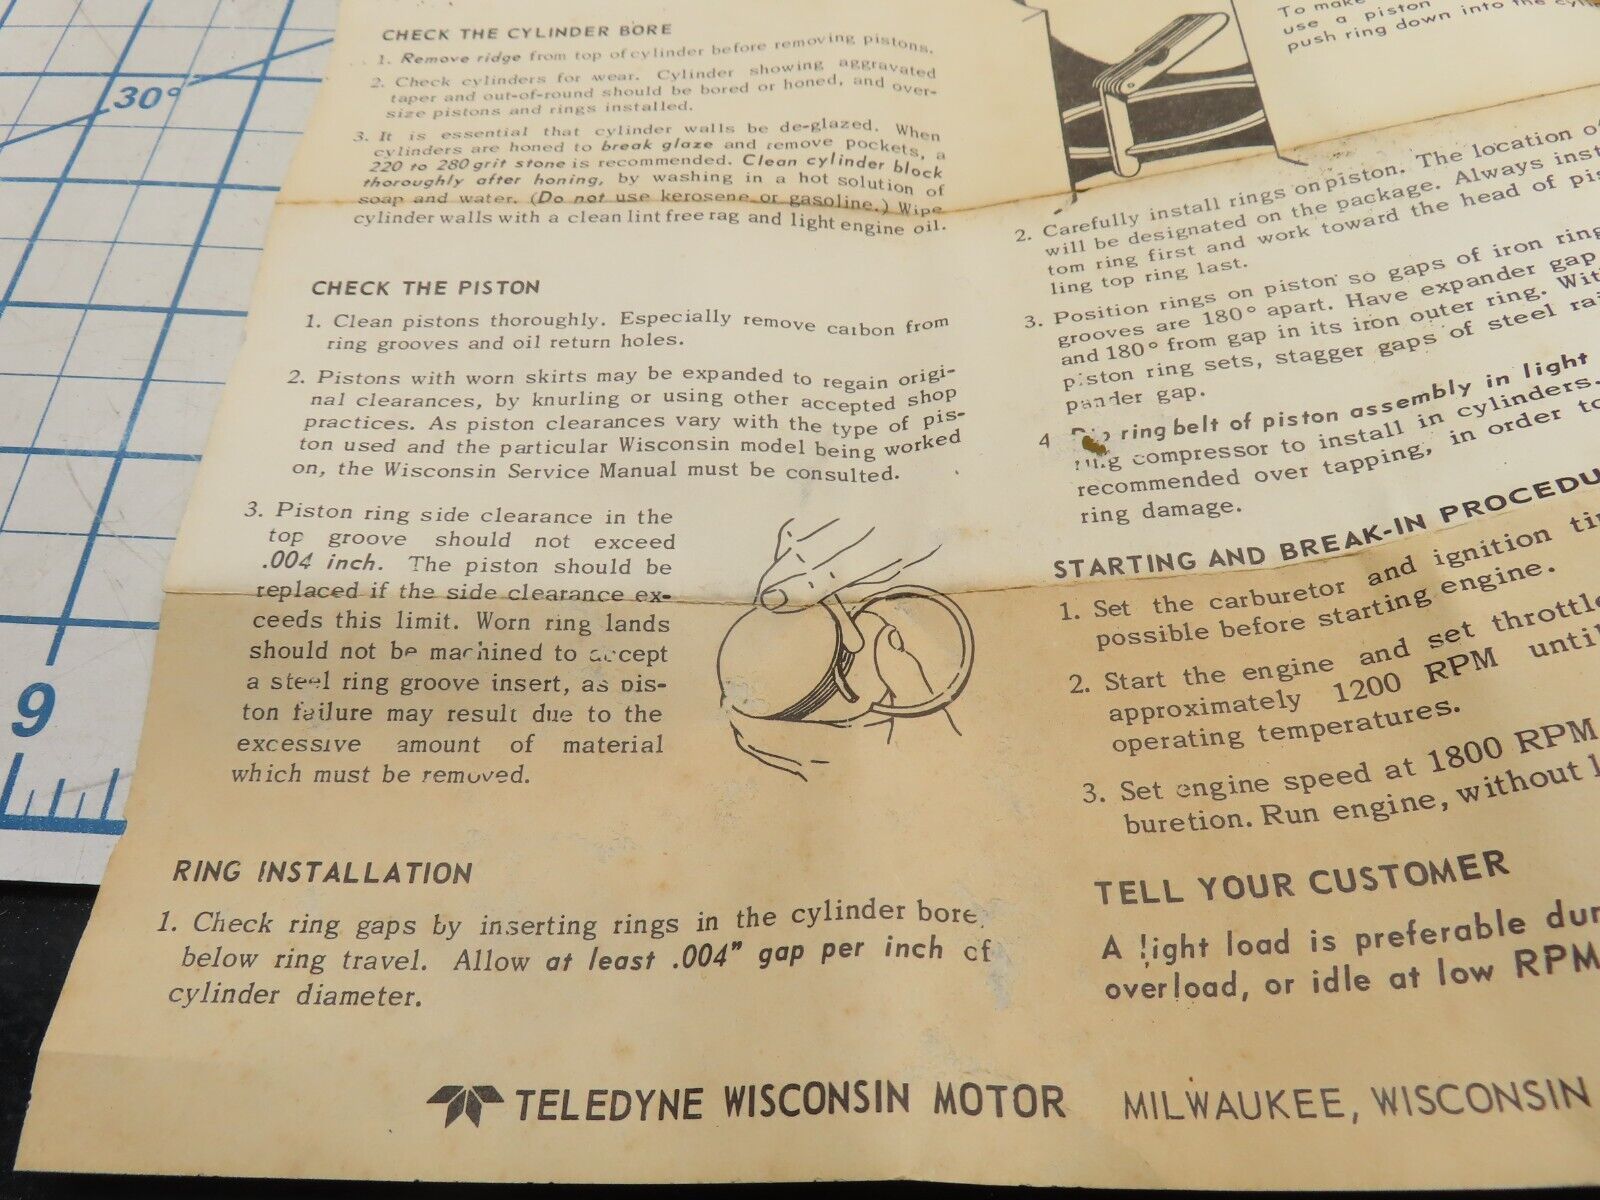 30°
9
CHECK THE CYLINDER BORE
1. Remove ridge from top of cylinder before removing pistons.
2. Check cylinders for wear. Cylinder showing aggravated
taper and out-of-round should be bored or honed, and over-
size pistons and rings installed.
3. It is essential that cylinder walls be de-glazed. When
cylinders are honed to break glaze and remove pockets, a
220 to 280 grit stone is recommended. Clean cylinder block
thoroughly after honing, by washing in a hot solution of
soap and water. (Do not use kerosene or gasoline.) Wipe
cylinder walls with a clean lint free rag and light engine oil.
CHECK THE PISTON
1. Clean pistons thoroughly. Especially remove carbon from
ring grooves and oil return holes.
2. Pistons with worn skirts may be expanded to regain origi-
nal clearances, by knurling or using other accepted shop
practices. As piston clearances vary with the type of pis-
ton used and the particular Wisconsin model being worked
on, the Wisconsin Service Manual must be consulted.
3. Piston ring side clearance in the
top groove should not exceed
.004 inch. The piston should be
replaced if the side clearance ex-
ceeds this limit. Worn ring lands
should not be machined to accept
a steel ring groove insert, as pis-
ton failure may result due to the
excessive amount of material
which must be removed.
RING INSTALLATION
1. Check ring gaps by inserting rings in the cylinder bore,
below ring travel. Allow at least .004" gap per inch of
cylinder diameter.
To make
use a piston
push ring down into the
2. Carefully install rings on piston. The location of
will be designated on the package. Always inst
tom ring first and work toward the head of pis
ling top ring last.
3. Position rings on piston so gaps of iron ring
grooves are 180° apart. Have expander gap
and 180° from gap in its iron outer ring. Wit
piston ring sets, stagger gaps of steel rai
pander gap.
4 Dip ring belt of piston assembly in light
ring compressor to install in cylinders.
recommended over tapping, in order to
ring damage.
STARTING AND BREAK-IN PROCEDU
1. Set the carburetor and ignition ti
possible before starting engine.
2. Start the engine and set throttle
approximately 1200 RPM until
operating temperatures.
3. Set engine speed at 1800 RPM
buretion. Run engine, without l
TELL YOUR CUSTOMER
A light load is preferable dur
overload, or idle at low RPM
TELEDYNE WISCONSIN MOTOR MILWAUKEE, WISCONSIN